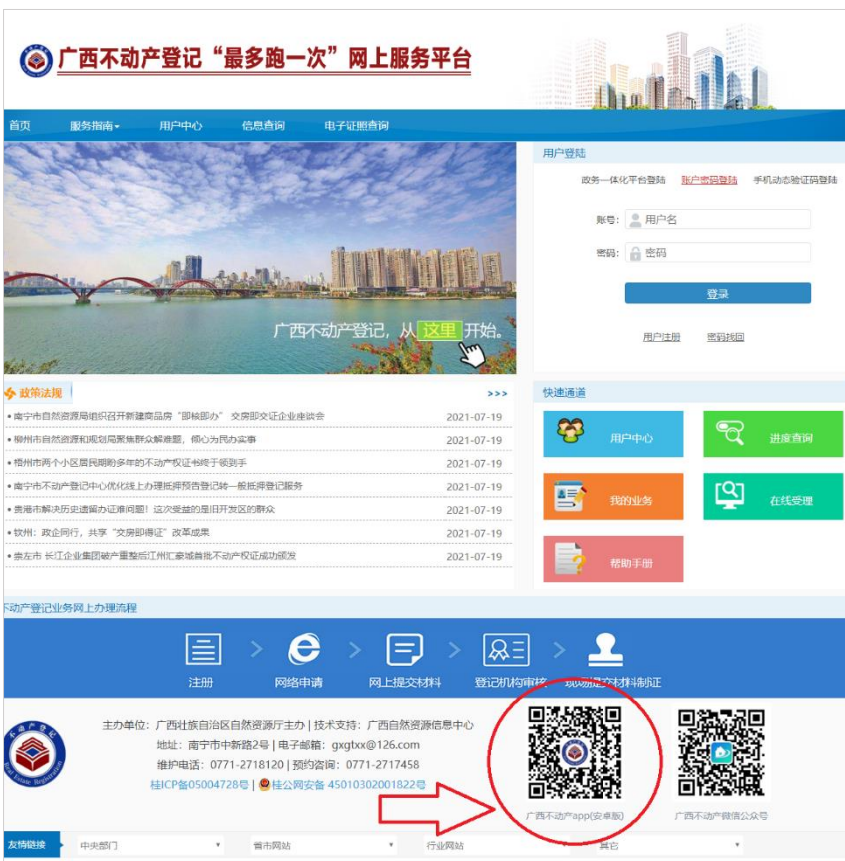 广西不动产登记“最多跑一次”网上服务平台
首页 服务指南 用户中心 信息查询 电子证照查询
用户登陆
政务一体化平台登陆 账户密码登陆 手机动态验证码登陆
账号： 用户名
密码： 密码
登录
用户注册 密码找回
广西不动产登记，从 这里 开始。
政策法规 >>>
南宁市自然资源局组织召开新建商品房“即核即办” 交房即交证企业座谈会 2021-07-19
柳州市自然资源和规划局聚焦群众解难题，倾心为民办实事 2021-07-19
梧州市两个小区居民期盼多年的不动产权证书终于领到手 2021-07-19
南宁市不动产登记中心优化线上办理抵押预告登记转一般抵押登记服务 2021-07-19
贵港市解决历史遗留办证难问题！这次受益的是旧开发区的群众 2021-07-19
钦州：政企同行，共享“交房即得证”改革成果 2021-07-19
崇左市 长江企业集团破产重整后江州汇豪城首批不动产权证成功颁发 2021-07-19
快速通道
用户中心 进度查询
我的业务 在线受理
帮助手册
不动产登记业务网上办理流程
注册 > 网络申请 > 网上提交材料 > 登记机构审核 > 现场提交材料制证
主办单位：广西壮族自治区自然资源厅主办 | 技术支持：广西自然资源信息中心
地址：南宁市中新路2号 | 电子邮箱：gxgtxx@126.com
维护电话：0771-2718120 | 预约咨询：0771-2717458
桂ICP备05004728号 | 桂公网安备 45010302001822号
不动产登记
Real Estate Registration
广西不动产app(安卓版) 广西不动产微信公众号
友情链接 中央部门 省市网站 行业网站 其它